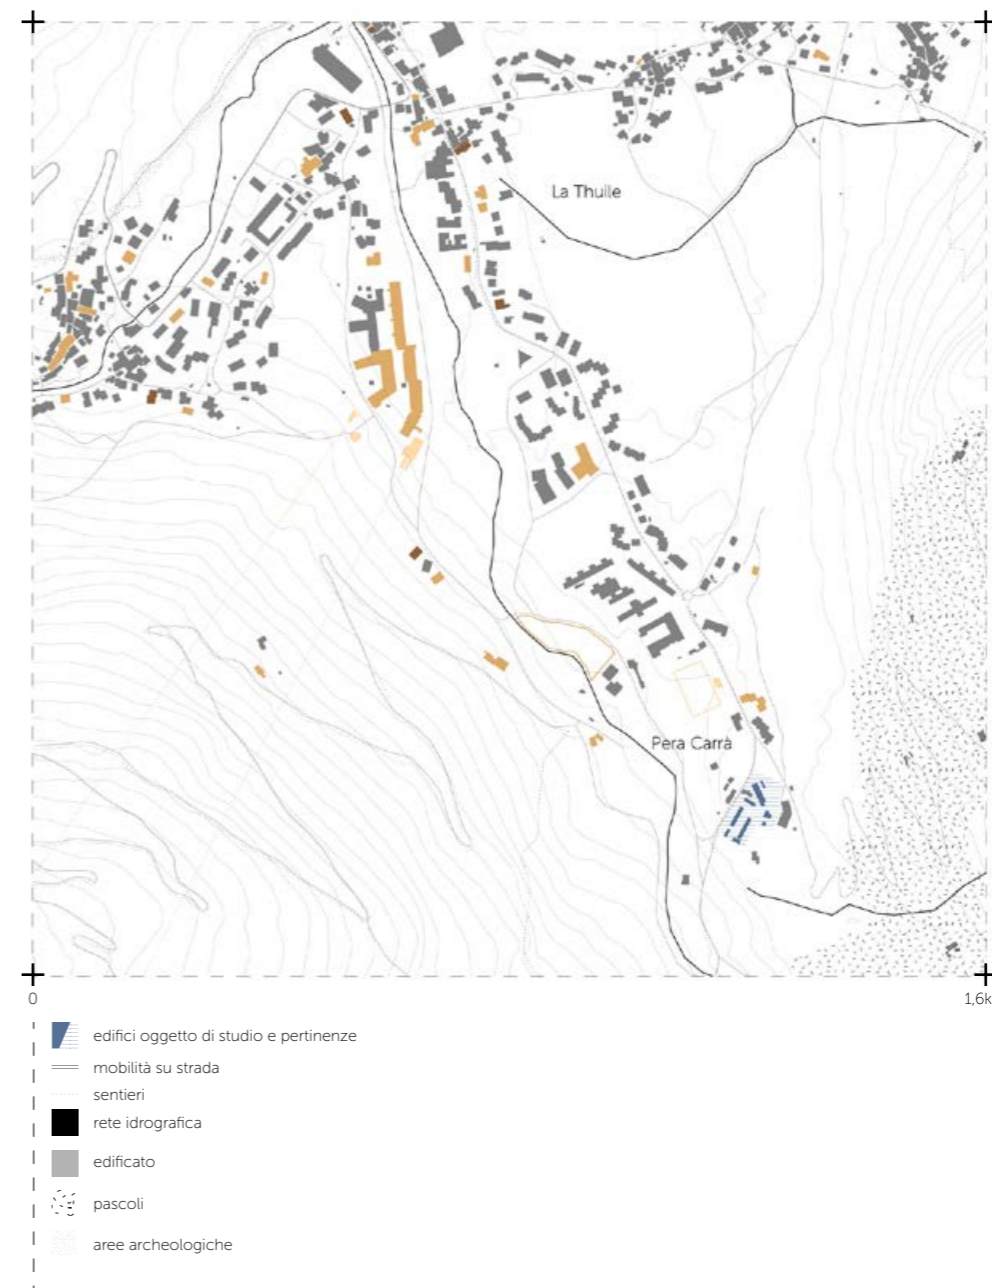 La Thuile
Pera Carrà
0
1,6k
edifici oggetto di studio e pertinenze
mobilità su strada
sentieri
rete idrografica
edificato
pascoli
aree archeologiche